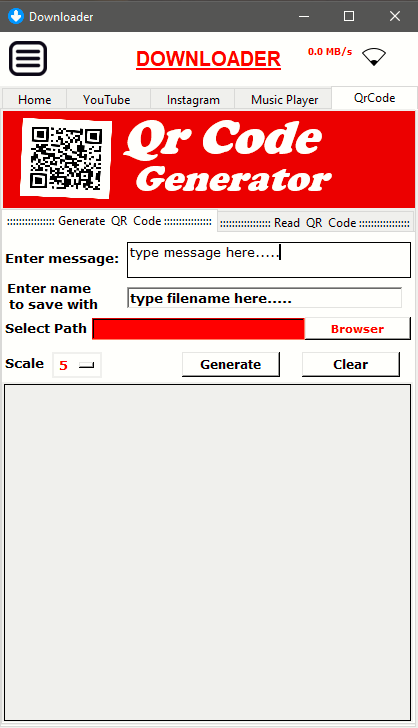 Downloader
DOWNLOADER
0.0 MB/s
Home YouTube Instagram Music Player QrCode
Qr Code
Generator
:::::::::::::::: Generate QR Code :::::::::::::::: ::::::::::::::::: Read QR Code :::::::::::::::::
Enter message: type message here.....
Enter name
to save with
type filename here.....
Select Path Browser
Scale 5 Generate Clear